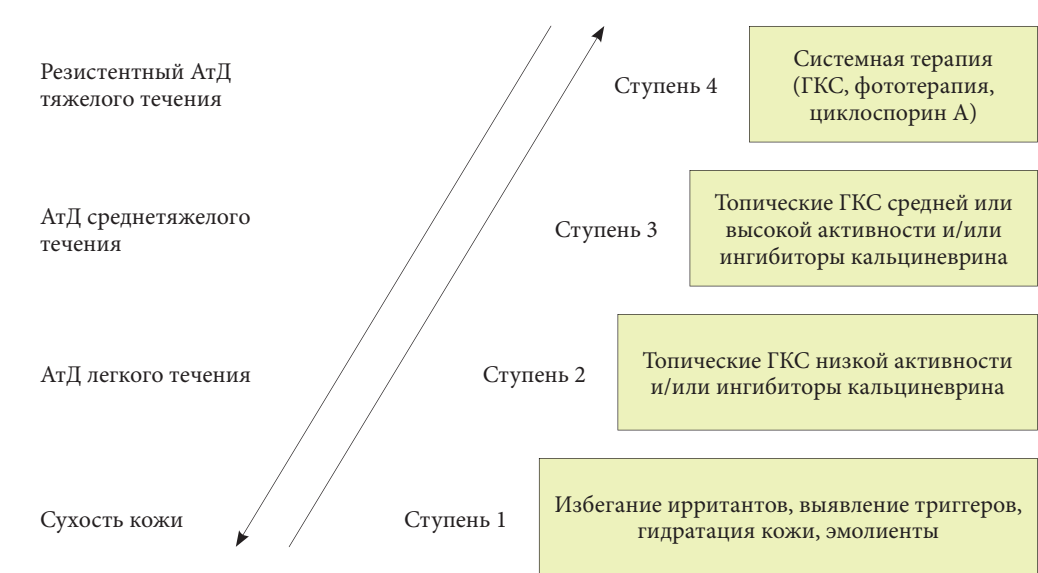 Резистентный АтД
тяжелого течения
Ступень 4
Системная терапия
(ГКС, фототерапия,
циклоспорин А)
АтД среднетяжелого
течения
Ступень 3
Топические ГКС средней или
высокой активности и/или
ингибиторы кальциневрина
АтД легкого течения
Ступень 2
Топические ГКС низкой активности
и/или ингибиторы кальциневрина
Сухость кожи
Ступень 1
Избегание ирритантов, выявление триггеров,
гидратация кожи, эмолиенты